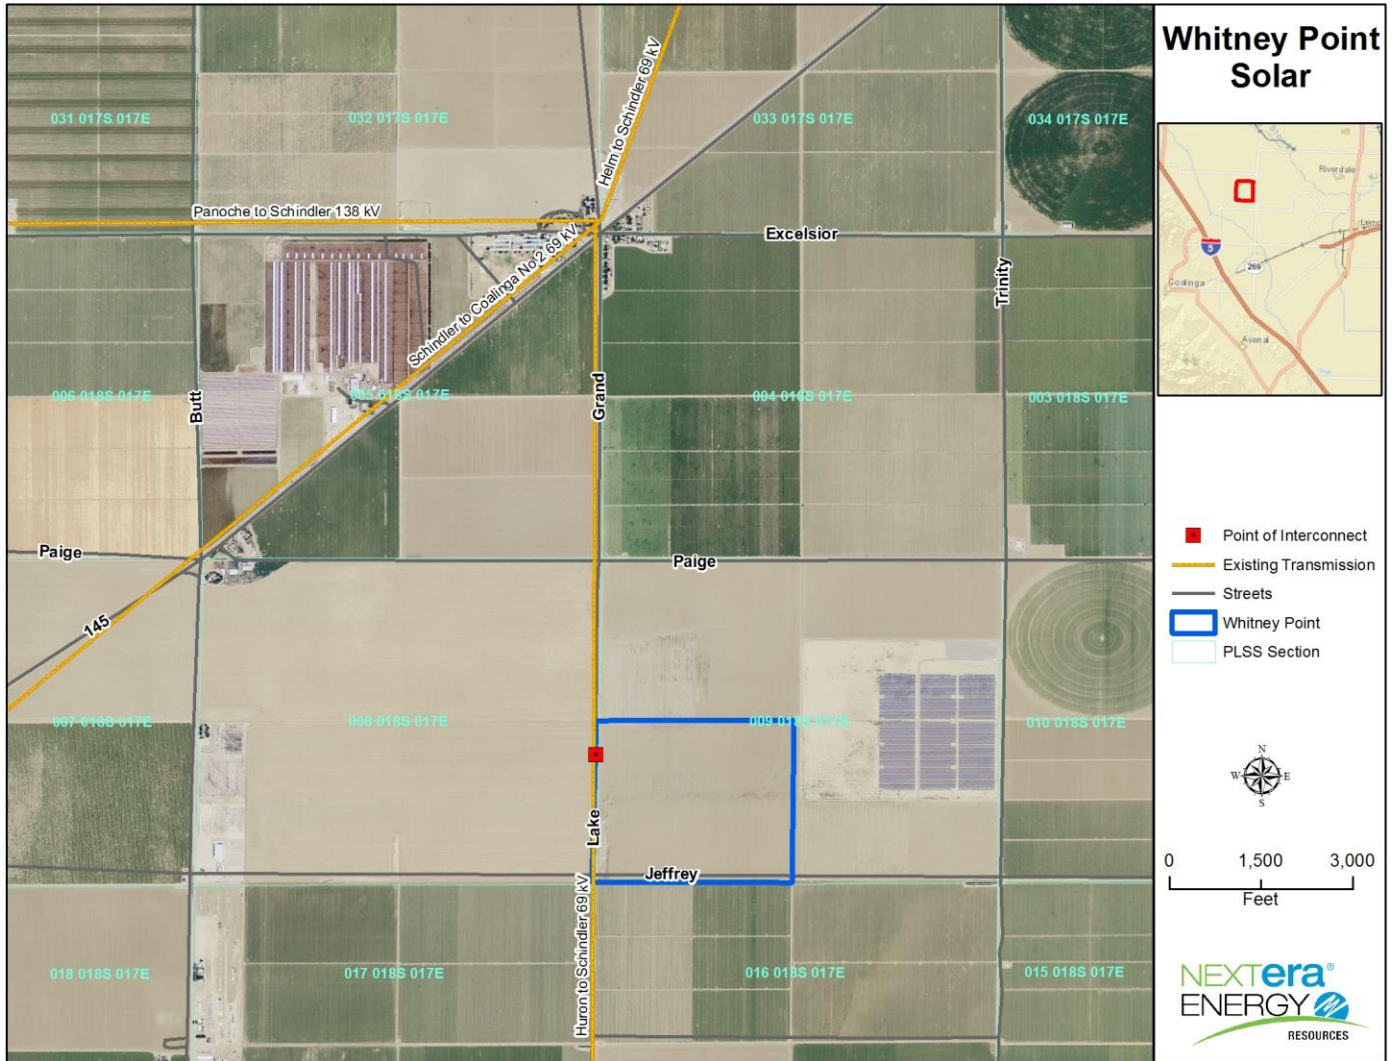 Whitney Point
Solar
031 017S 017E
032 017S 017E
033 017S 017E
034 017S 017E
Helm to Schindler 69 kV
Panoche to Schindler 138 kV
Excelsior
Schindler to Coalinga No 2 69 kV
Trinity
Butt
Grand
006 018S 017E
005 018S 017E
004 018S 017E
003 018S 017E
Paige
Paige
145
007 018S 017E
008 018S 017E
009 018S 017E
010 018S 017E
Lake
Jeffrey
Huron to Schindler 69 kV
018 018S 017E
017 018S 017E
016 018S 017E
015 018S 017E
Riverdale
5
269
Coalinga
Avenal
Point of Interconnect
Existing Transmission
Streets
Whitney Point
PLSS Section
N
W
E
S
0
1,500
3,000
Feet
NEXTera®
ENERGY
RESOURCES